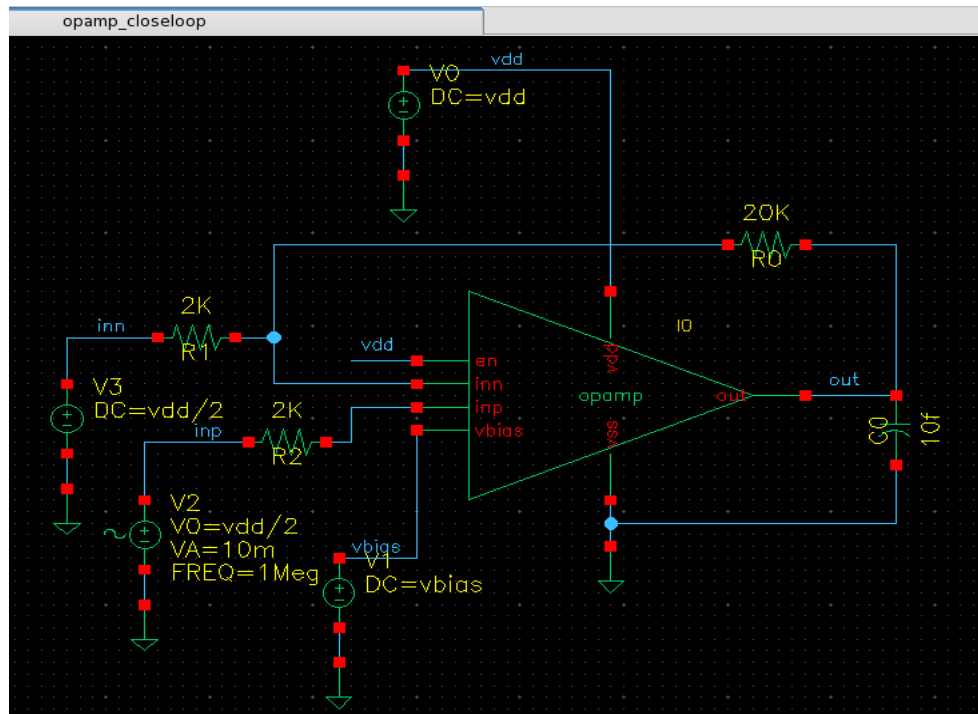 opamp_closeloop
vdd
V0
DC=vdd
20K
R0
2K
inn
R1
I0
vdd
vdd
en
inn
inp
vbias
opamp
out
vss
out
V3
DC=vdd/2
2K
inp
R2
C0
10f
V2
V0=vdd/2
VA=10m
FREQ=1Meg
vbias
V1
DC=vbias